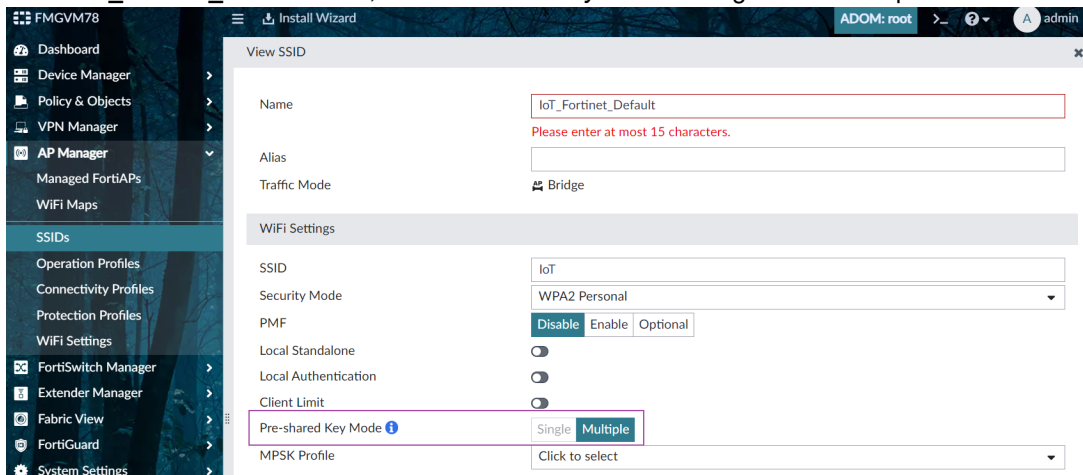 FMGVM78
Install Wizard
ADOM: root
>_
?
A admin
Dashboard
View SSID
Device Manager
Policy & Objects
VPN Manager
AP Manager
Managed FortiAPs
WiFi Maps
SSIDs
Operation Profiles
Connectivity Profiles
Protection Profiles
WiFi Settings
FortiSwitch Manager
Extender Manager
Fabric View
FortiGuard
System Settings
Name IoT_Fortinet_Default
Please enter at most 15 characters.
Alias
Traffic Mode Bridge
WiFi Settings
SSID IoT
Security Mode WPA2 Personal
PMF Disable Enable Optional
Local Standalone
Local Authentication
Client Limit
Pre-shared Key Mode Single Multiple
MPSK Profile Click to select